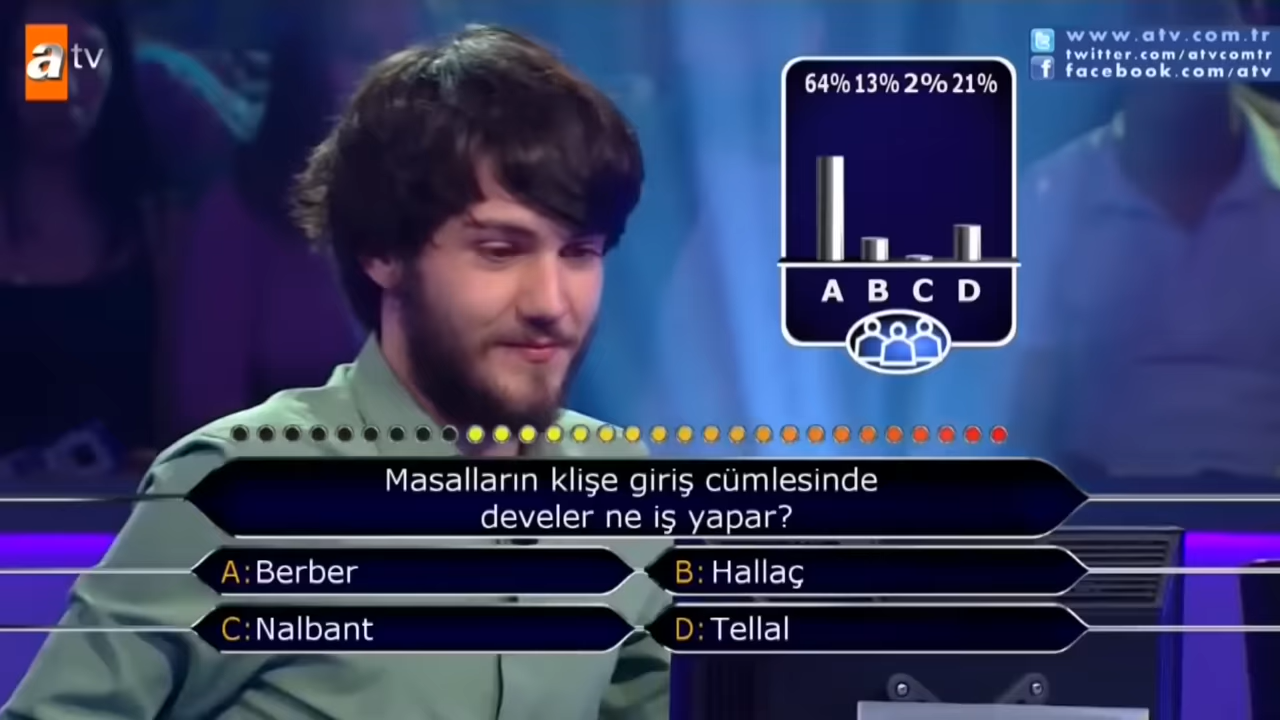 atv
www.atv.com.tr
twitter.com/atvcomtr
facebook.com/atv
64% 13% 2% 21%
A B C D
Masalların klişe giriş cümlesinde
develer ne iş yapar?
A: Berber
B: Hallaç
C: Nalbant
D: Tellal